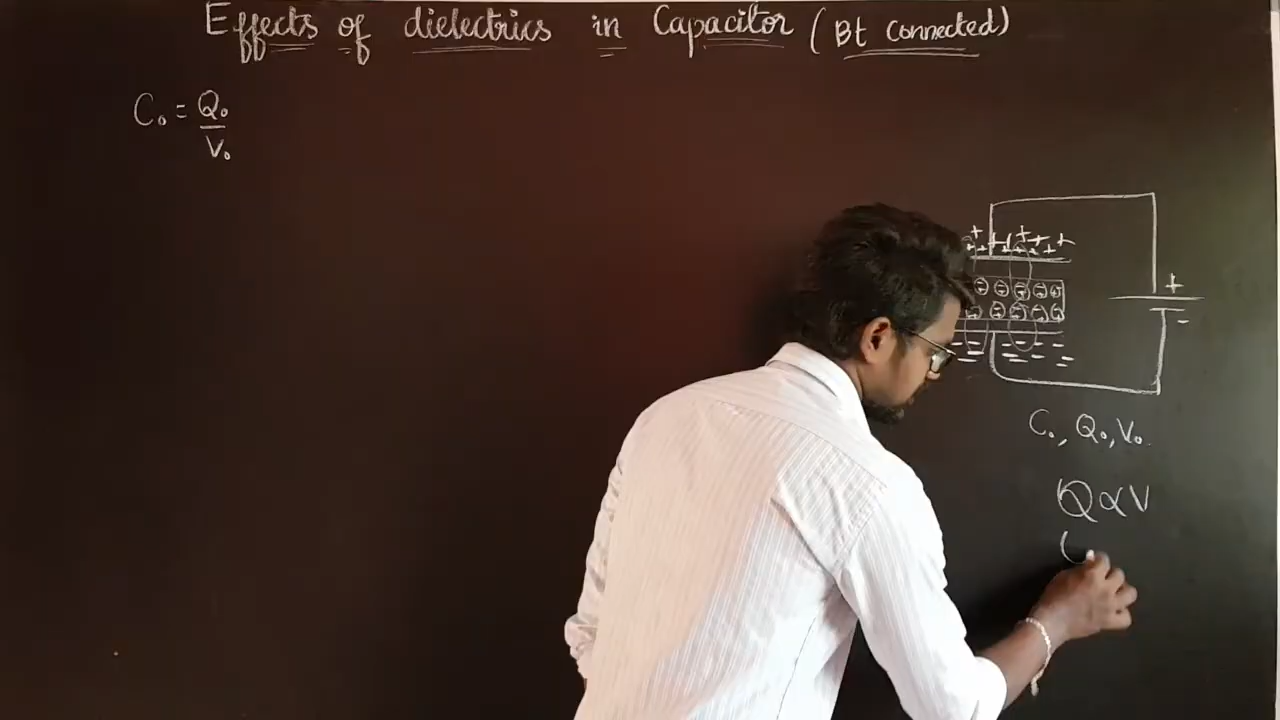 Effects of dielectrics in Capacitor (Bt Connected)
C₀ = Q₀
V₀
+ + + + + + + + + +
+
-
- - - - - - - -
C₀, Q₀, V₀.
Q ∝ V